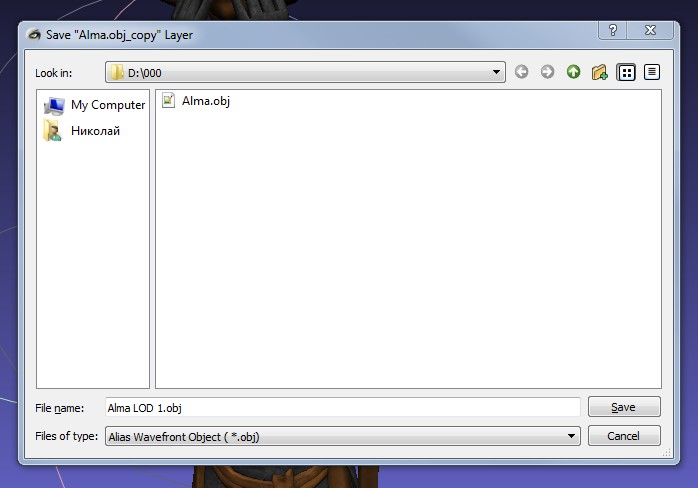 Save "Alma.obj_copy" Layer
?
Look in:
D:\000
My Computer
Николай
Alma.obj
File name:
Alma LOD 1.obj
Save
Files of type:
Alias Wavefront Object ( *.obj)
Cancel